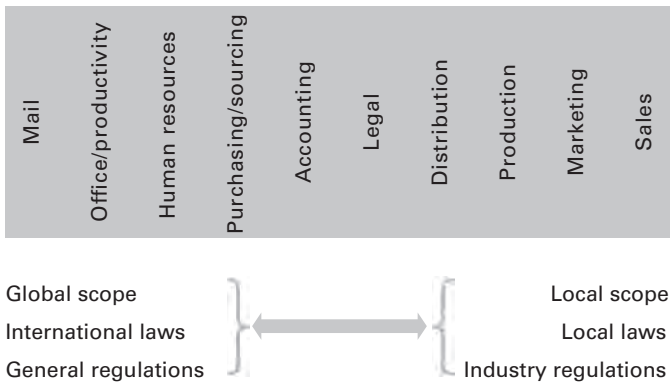 Mail
Office/productivity
Human resources
Purchasing/sourcing
Accounting
Legal
Distribution
Production
Marketing
Sales
Global scope
International laws
General regulations
Local scope
Local laws
Industry regulations